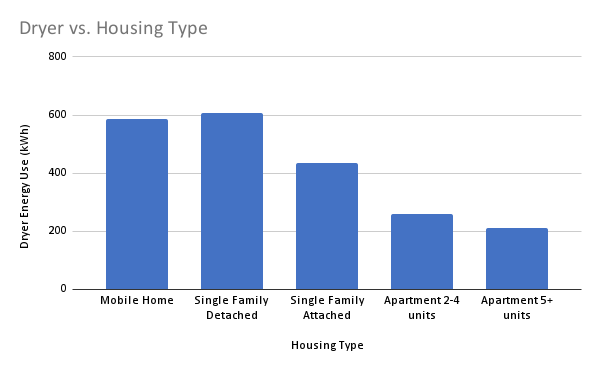 Dryer vs. Housing Type
800
600
400
200
0
Dryer Energy Use (kWh)
Mobile Home
Single Family
Detached
Single Family
Attached
Apartment 2-4
units
Apartment 5+
units
Housing Type